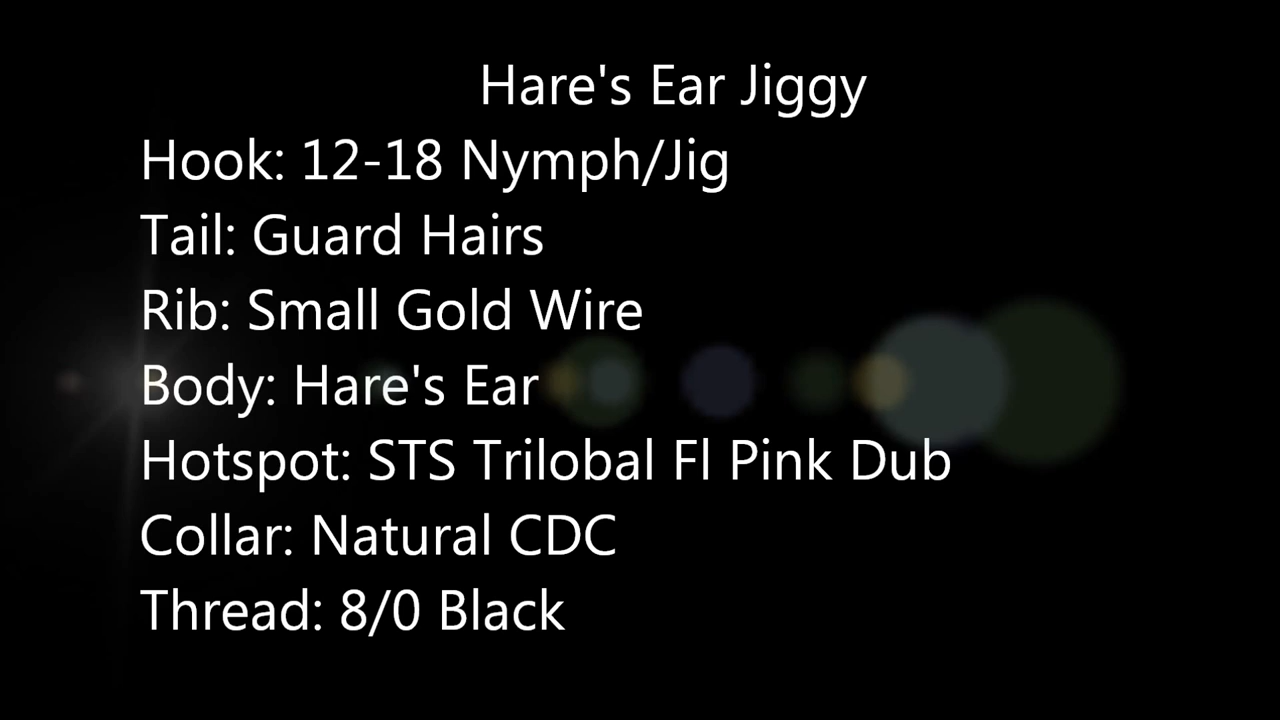 Hare's Ear Jiggy
Hook: 12-18 Nymph/Jig
Tail: Guard Hairs
Rib: Small Gold Wire
Body: Hare's Ear
Hotspot: STS Trilobal Fl Pink Dub
Collar: Natural CDC
Thread: 8/0 Black